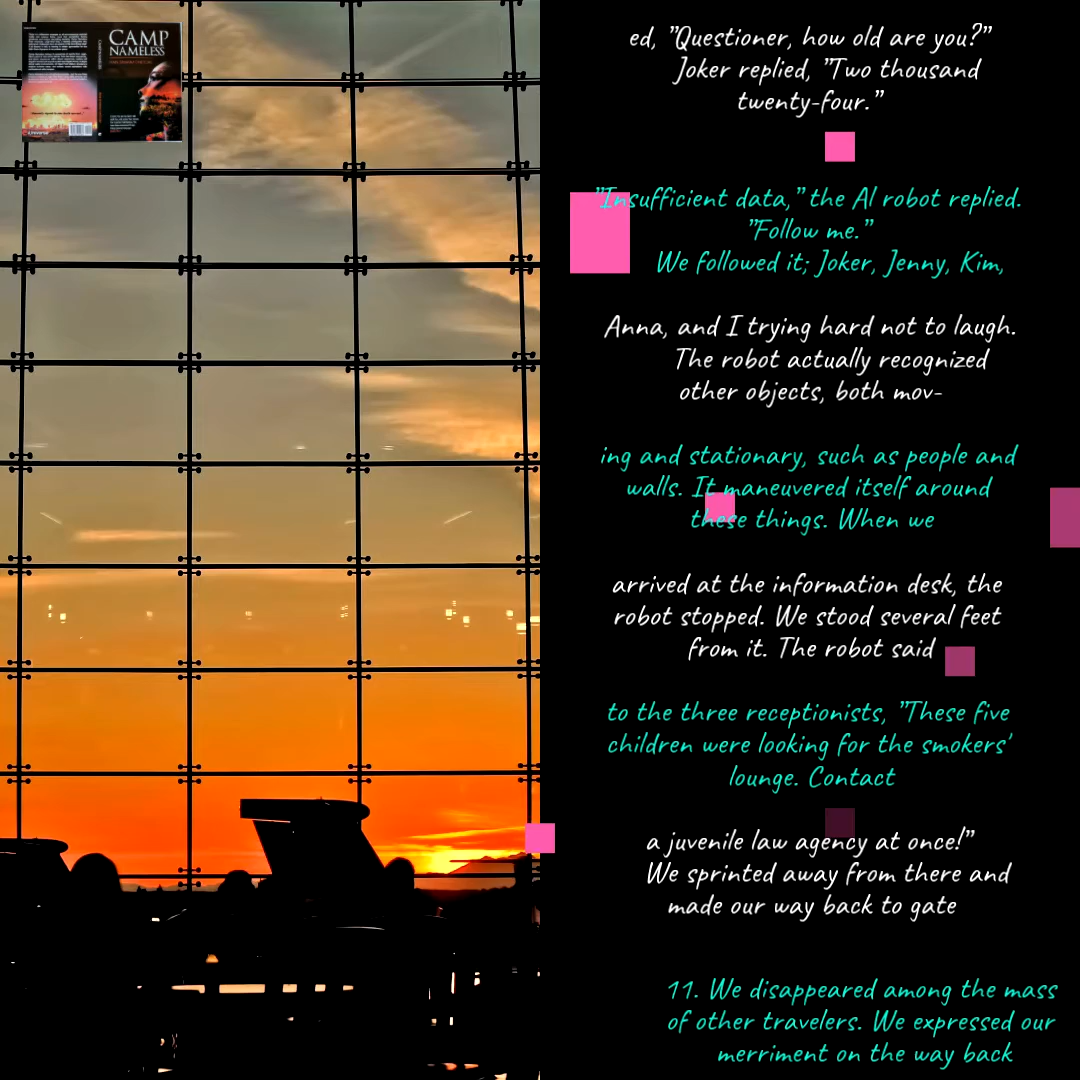 CAMP
NAMELESS
iUniverse
ed, "Questioner, how old are you?"
Joker replied, "Two thousand
twenty-four."
"Insufficient data," the AI robot replied.
"Follow me."
We followed it; Joker, Jenny, Kim,
Anna, and I trying hard not to laugh.
The robot actually recognized
other objects, both mov-
ing and stationary, such as people and
walls. It maneuvered itself around
these things. When we
arrived at the information desk, the
robot stopped. We stood several feet
from it. The robot said
to the three receptionists, "These five
children were looking for the smokers'
lounge. Contact
a juvenile law agency at once!"
We sprinted away from there and
made our way back to gate
11. We disappeared among the mass
of other travelers. We expressed our
merriment on the way back